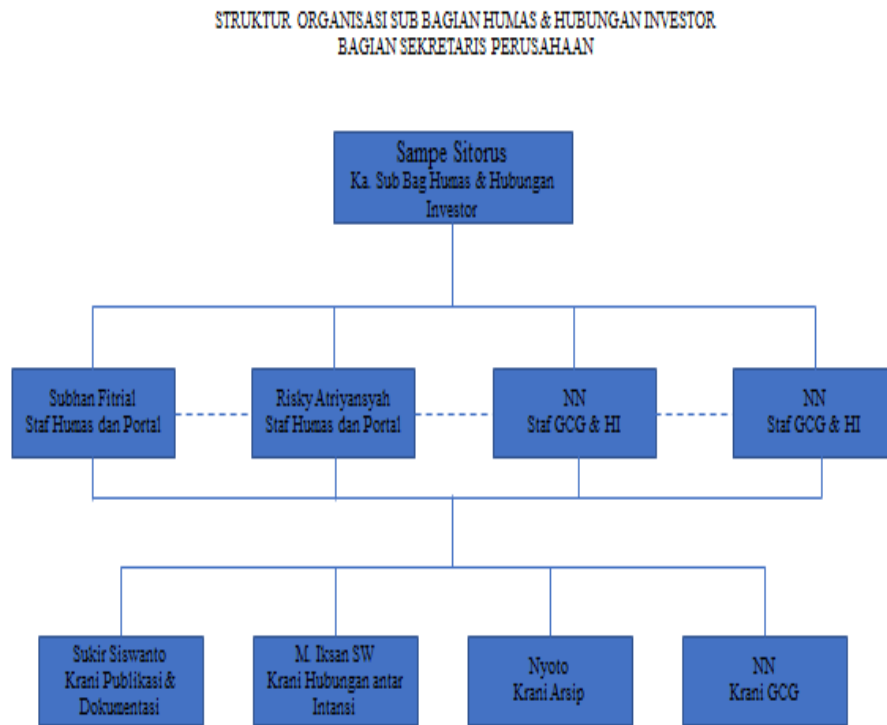 STRUKTUR ORGANISASI SUB BAGIAN HUMAS & HUBUNGAN INVESTOR
BAGIAN SEKRETARIS PERUSAHAAN
Sampe Sitorus
Ka. Sub Bag Humas & Hubungan
Investor
Subhan Fitrial
Staf Humas dan Portal
Risky Atriyansyah
Staf Humas dan Portal
NN
Staf GCG & HI
NN
Staf GCG & HI
Sukir Siswanto
Krani Publikasi &
Dokumentasi
M. Iksan SW
Krani Hubungan antar
Intansi
Nyoto
Krani Arsip
NN
Krani GCG